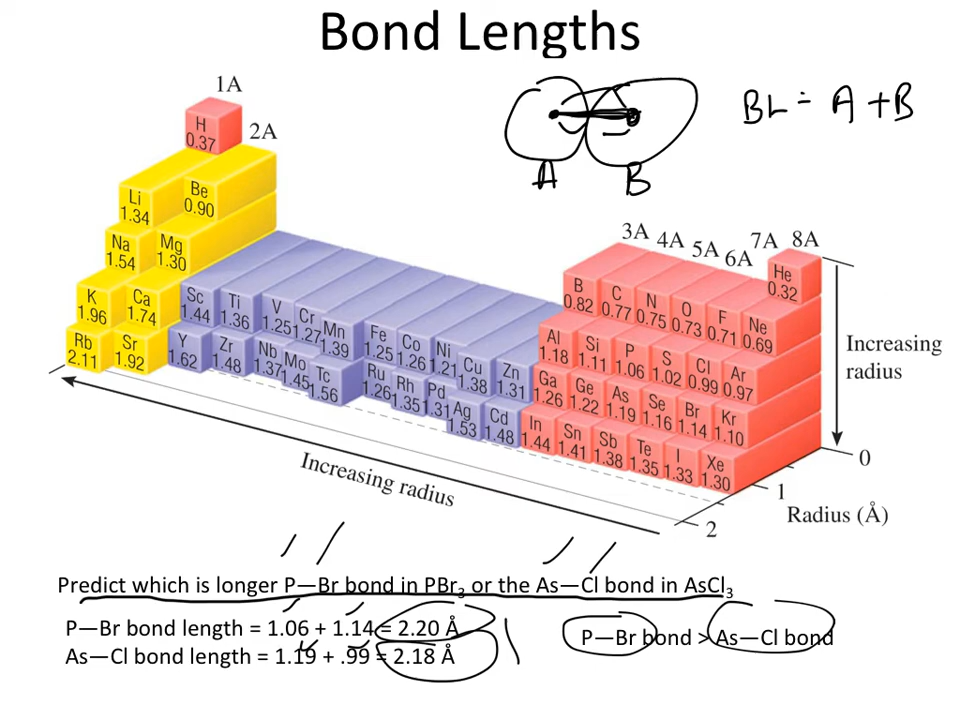 Bond Lengths
BL = A + B
A B
1A
2A
3A 4A 5A 6A 7A 8A
H
0.37
He
0.32
Li
1.34
Be
0.90
B
0.82
C
0.77
N
0.75
O
0.73
F
0.71
Ne
0.69
Na
1.54
Mg
1.30
Al
1.18
Si
1.11
P
1.06
S
1.02
Cl
0.99
Ar
0.97
K
1.96
Ca
1.74
Sc
1.44
Ti
1.36
V
1.25
Cr
1.27
Mn
1.39
Fe
1.25
Co
1.26
Ni
1.21
Cu
1.38
Zn
1.31
Ga
1.26
Ge
1.22
As
1.19
Se
1.16
Br
1.14
Kr
1.10
Rb
2.11
Sr
1.92
Y
1.62
Zr
1.48
Nb
1.37
Mo
1.45
Tc
1.56
Ru
1.26
Rh
1.35
Pd
1.31
Ag
1.53
Cd
1.48
In
1.44
Sn
1.41
Sb
1.38
Te
1.35
I
1.33
Xe
1.30
Increasing
radius
0
1
2
Radius (Å)
Increasing radius
Predict which is longer P—Br bond in PBr3 or the As—Cl bond in AsCl3
P—Br bond length = 1.06 + 1.14 = 2.20 Å
As—Cl bond length = 1.19 + .99 = 2.18 Å
P—Br bond > As—Cl bond